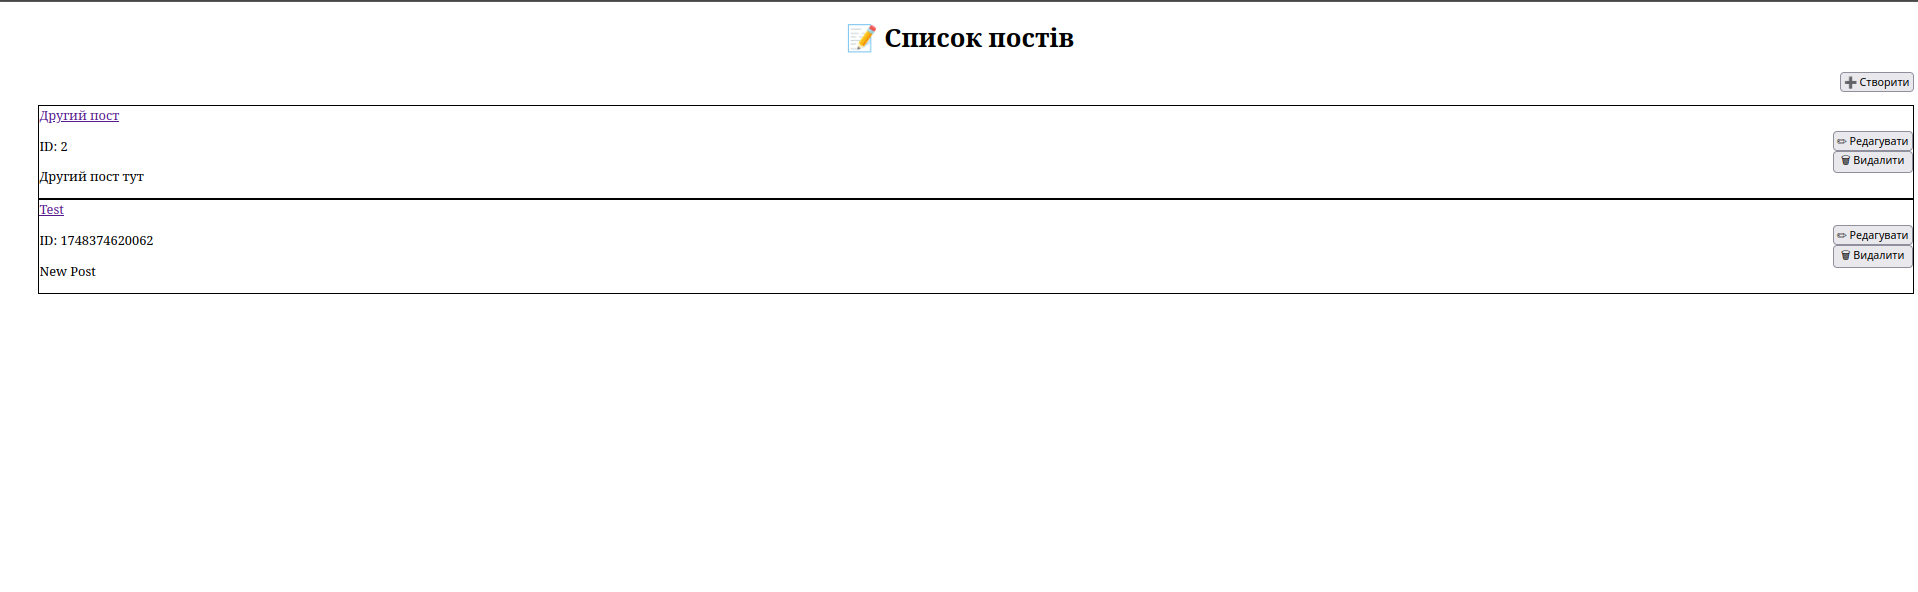 📝 Список постів
➕ Створити
Другий пост
ID: 2
Другий пост тут
✏ Редагувати
🗑 Видалити
Test
ID: 1748374620062
New Post
✏ Редагувати
🗑 Видалити